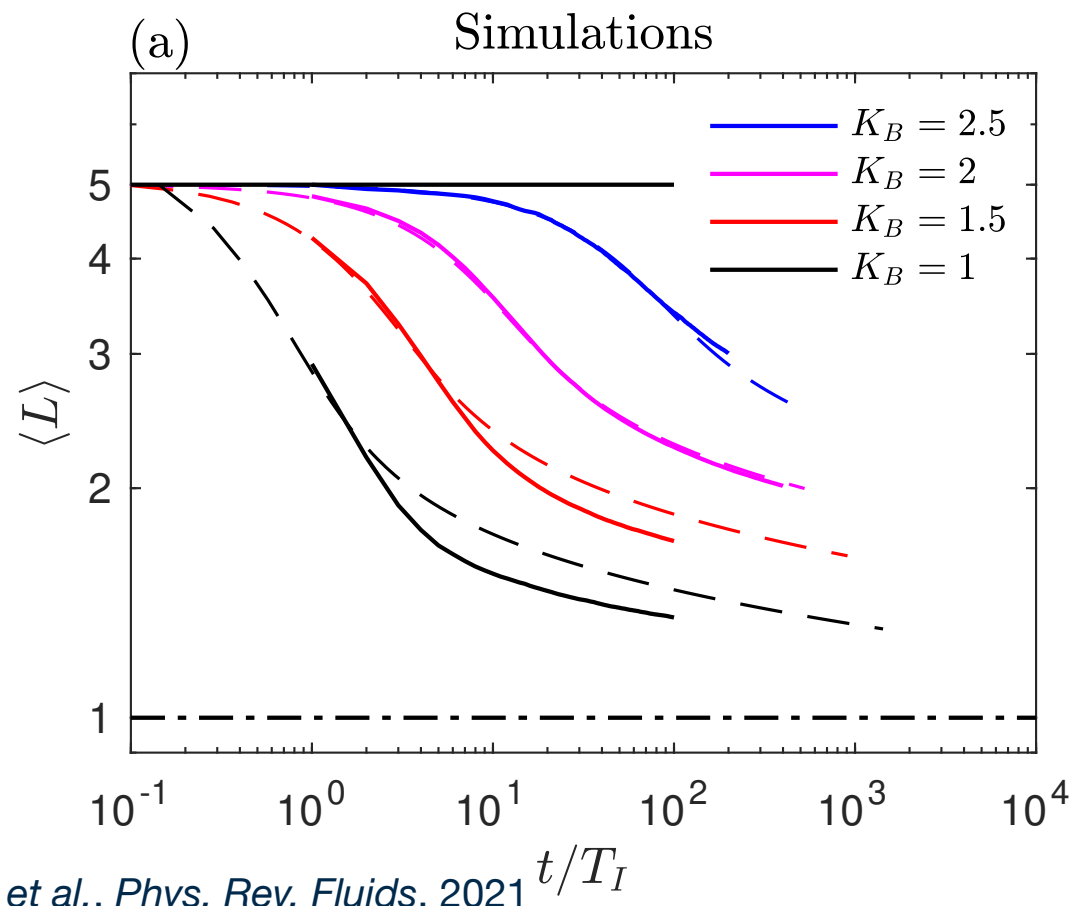 (a) Simulations
K_B = 2.5
K_B = 2
K_B = 1.5
K_B = 1
5
4
3
2
1
⟨L⟩
10^-1 10^0 10^1 10^2 10^3 10^4
t/T_I
et al., Phys. Rev. Fluids, 2021